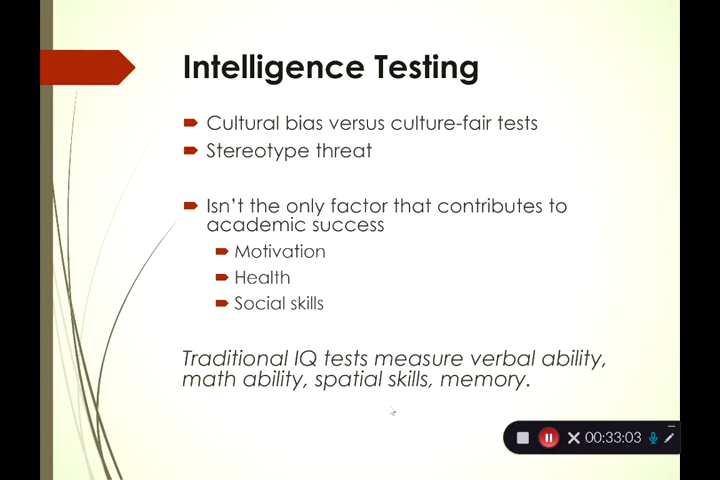 Intelligence Testing
Cultural bias versus culture-fair tests
Stereotype threat
Isn't the only factor that contributes to
academic success
Motivation
Health
Social skills
Traditional IQ tests measure verbal ability,
math ability, spatial skills, memory.
00:33:03